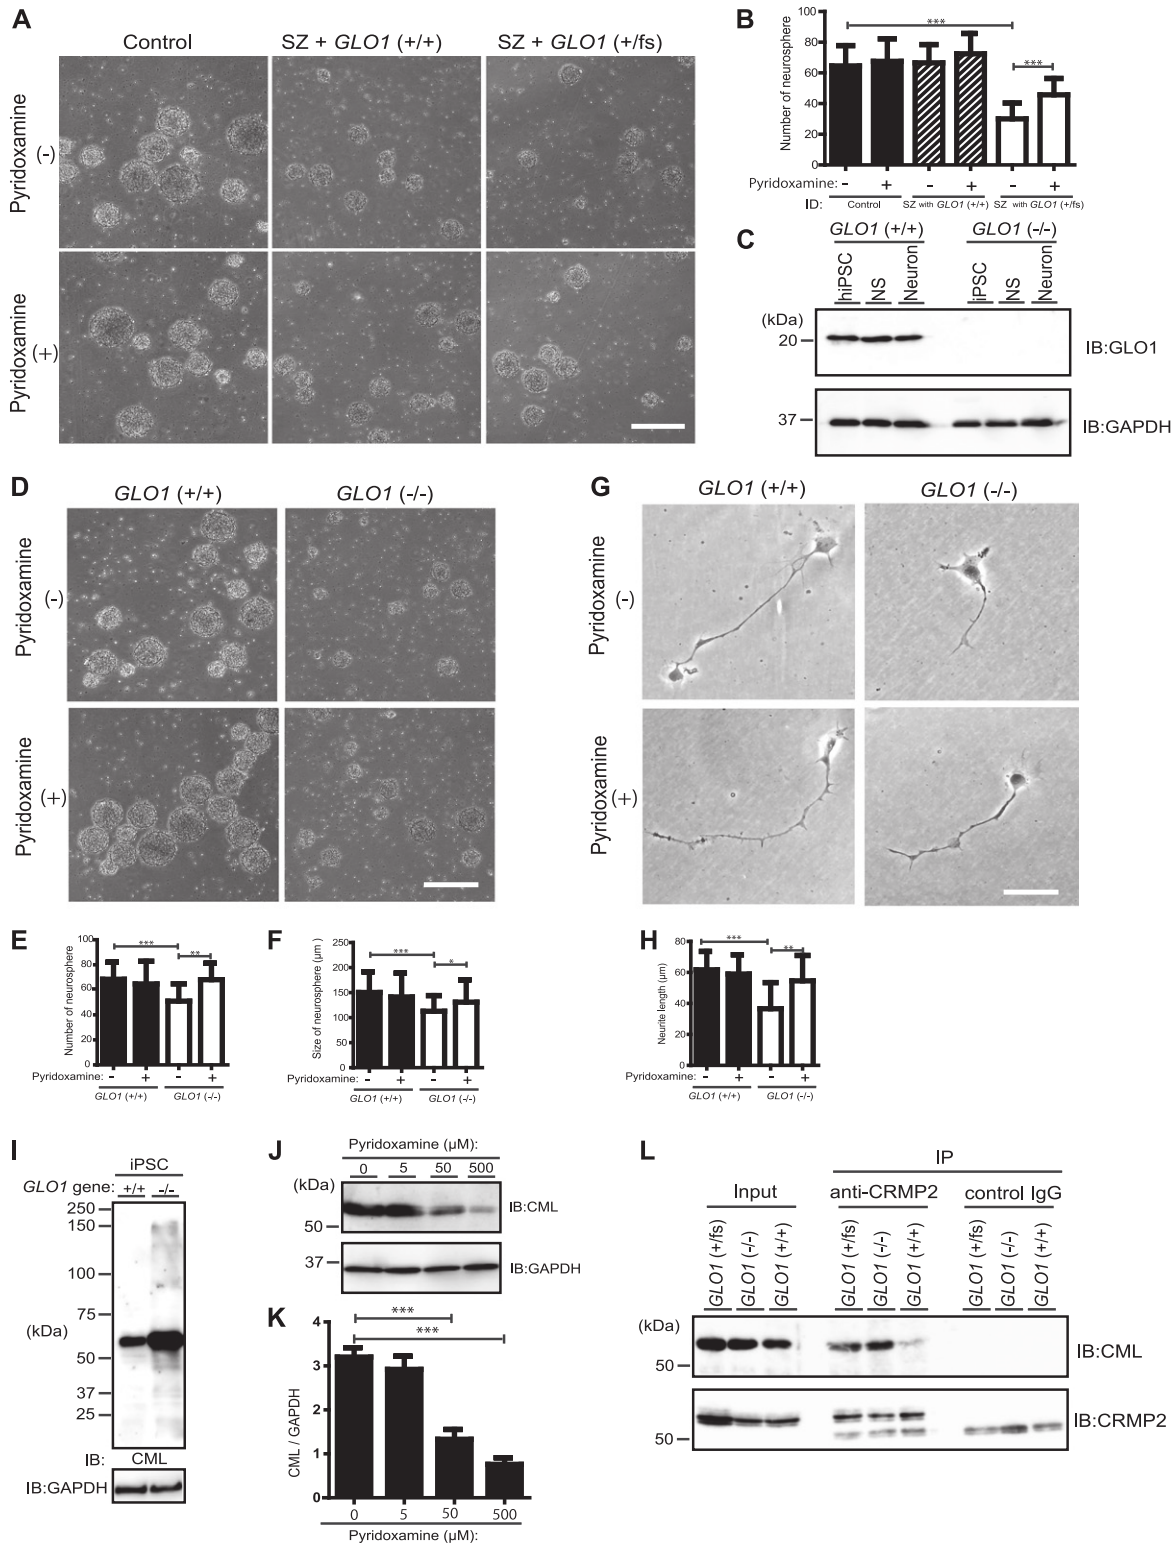 A
Control
SZ + GLO1 (+/+)
SZ + GLO1 (+/fs)
Pyridoxamine
(-)
Pyridoxamine
(+)
B
Number of neurosphere
100
80
60
40
20
0
***
***
Pyridoxamine:
- + - + - +
ID:
Control
SZ with GLO1 (+/+)
SZ with GLO1 (+/fs)
C
GLO1 (+/+)
GLO1 (-/-)
hiPSC
NS
Neuron
iPSC
NS
Neuron
(kDa)
20
IB:GLO1
37
IB:GAPDH
D
GLO1 (+/+)
GLO1 (-/-)
Pyridoxamine
(-)
Pyridoxamine
(+)
G
GLO1 (+/+)
GLO1 (-/-)
Pyridoxamine
(-)
Pyridoxamine
(+)
E
Number of neurosphere
100
80
60
40
20
0
***
**
Pyridoxamine:
- + - +
GLO1 (+/+)
GLO1 (-/-)
F
Size of neurosphere (μm )
250
200
150
100
50
0
***
*
Pyridoxamine:
- + - +
GLO1 (+/+)
GLO1 (-/-)
H
Neurite length (μm)
80
60
40
20
0
***
**
Pyridoxamine:
- + - +
GLO1 (+/+)
GLO1 (-/-)
I
iPSC
GLO1 gene: +/+ -/-
250
150
100
75
(kDa)
50
37
25
IB: CML
IB:GAPDH
J
Pyridoxamine (μM):
0 5 50 500
(kDa)
50
IB:CML
37
IB:GAPDH
K
CML / GAPDH
4
3
2
1
0
***
***
0 5 50 500
Pyridoxamine (μM):
L
IP
Input
anti-CRMP2
control IgG
GLO1 (+/fs)
GLO1 (-/-)
GLO1 (+/+)
GLO1 (+/fs)
GLO1 (-/-)
GLO1 (+/+)
GLO1 (+/fs)
GLO1 (-/-)
GLO1 (+/+)
(kDa)
50
IB:CML
50
IB:CRMP2